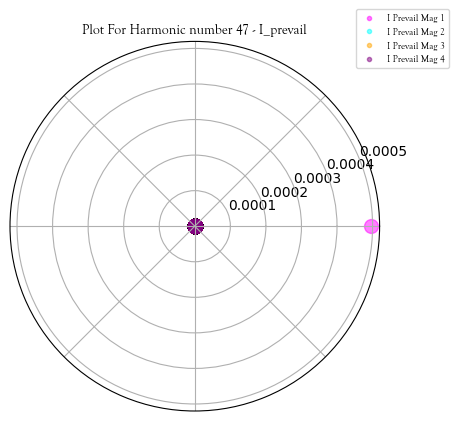 Plot For Harmonic number 47 - I_prevail
I Prevail Mag 1
I Prevail Mag 2
I Prevail Mag 3
I Prevail Mag 4
0.0005
0.0004
0.0003
0.0002
0.0001